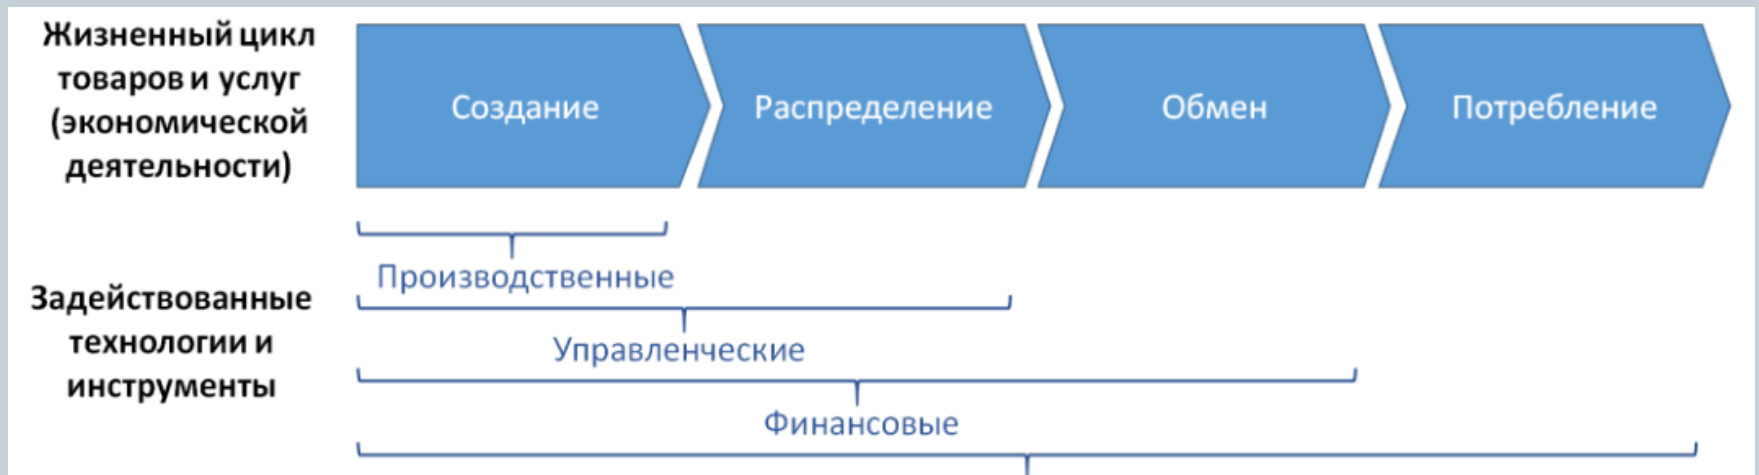 Жизненный цикл
товаров и услуг
(экономической
деятельности)
Создание
Распределение
Обмен
Потребление
Задействованные
технологии и
инструменты
Производственные
Управленческие
Финансовые